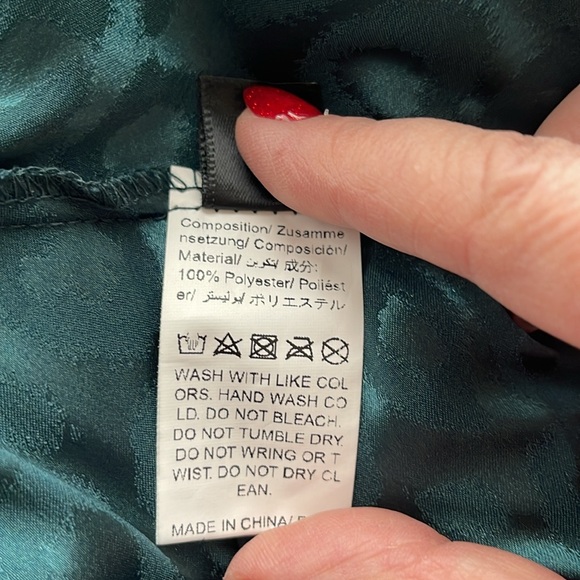 Composition/ Zusamme
nsetzung/ Composición/
Material/ تكوين/ 成分:
100% Polyester/ Poliést
er/ بوليستر/ ポリエステル
WASH WITH LIKE COL
ORS. HAND WASH CO
LD. DO NOT BLEACH.
DO NOT TUMBLE DRY.
DO NOT WRING OR T
WIST. DO NOT DRY CL
EAN.
MADE IN CHINA/